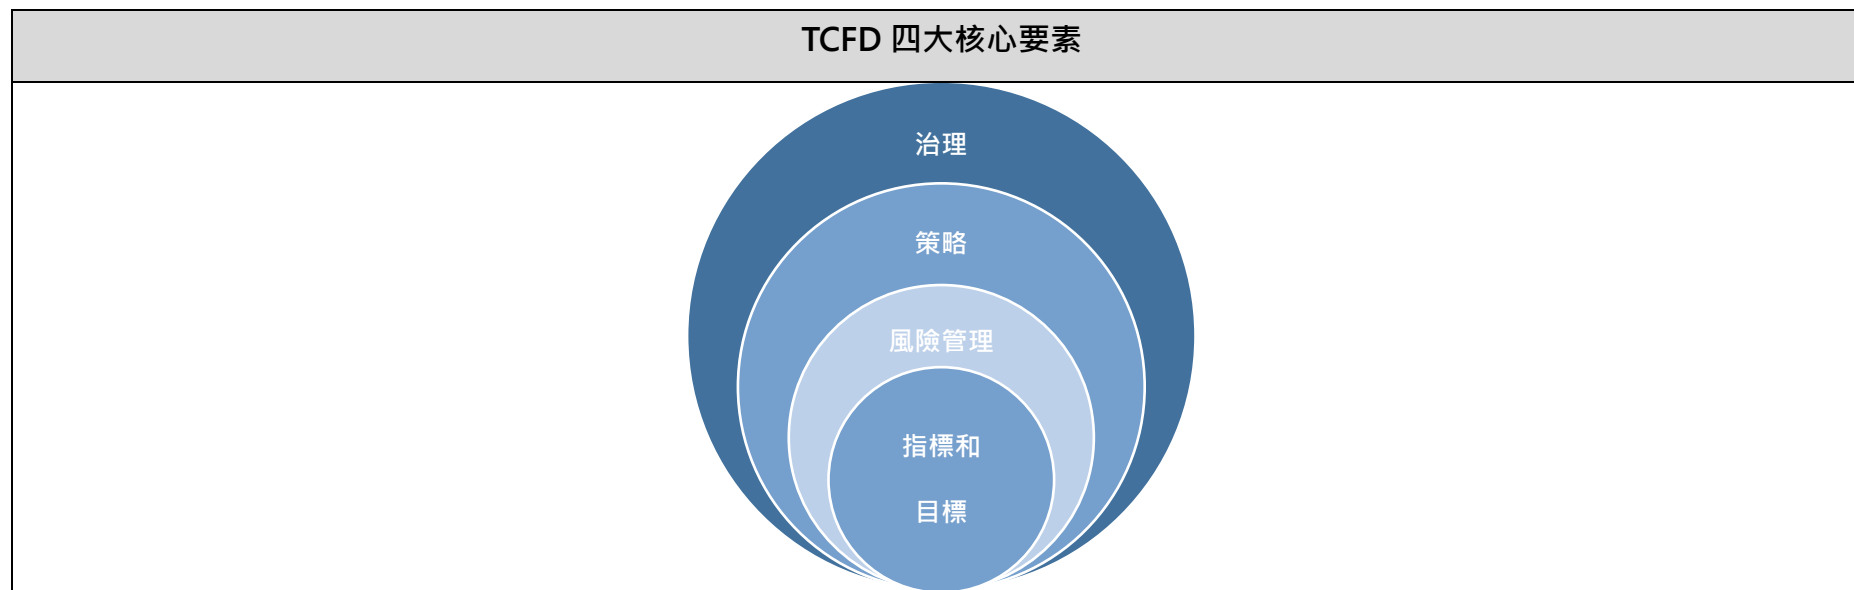 TCFD 四大核心要素
治理
策略
風險管理
指標和
目標